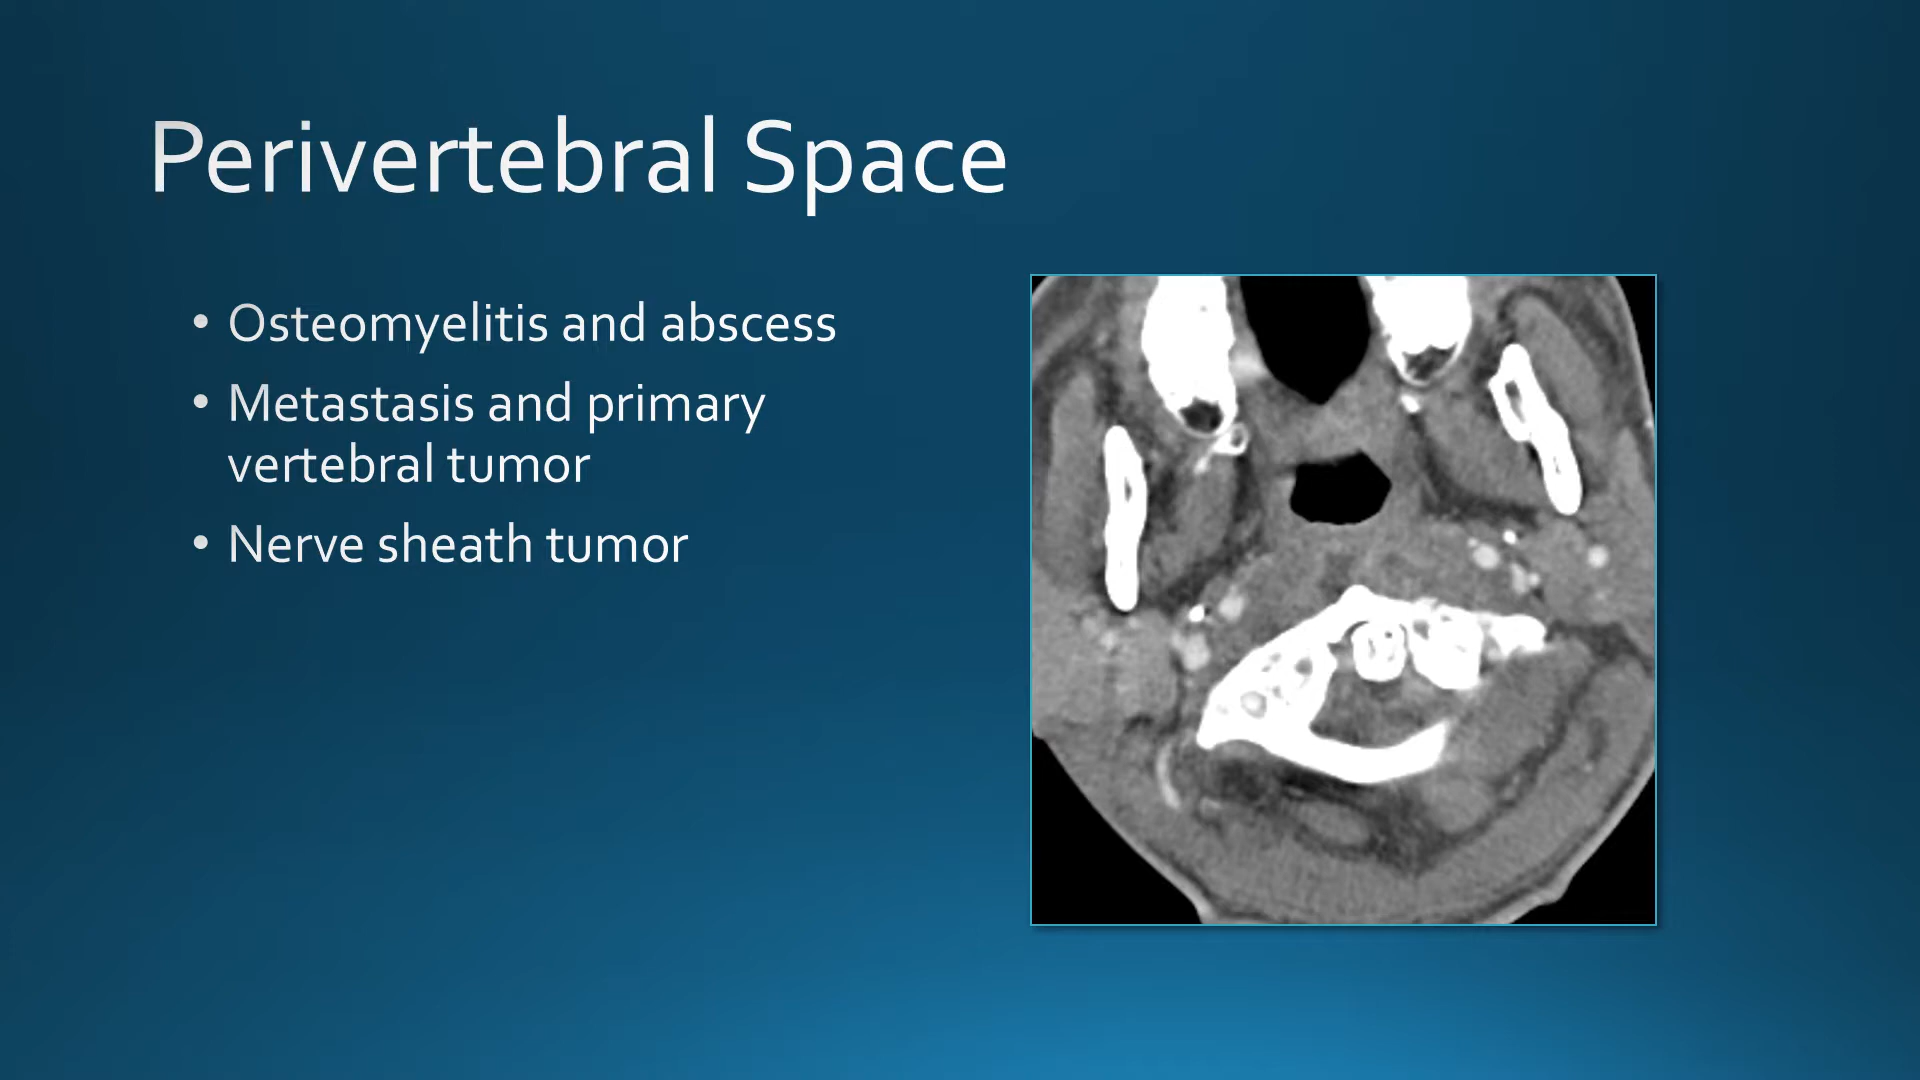 Perivertebral Space
• Osteomyelitis and abscess
• Metastasis and primary
vertebral tumor
• Nerve sheath tumor